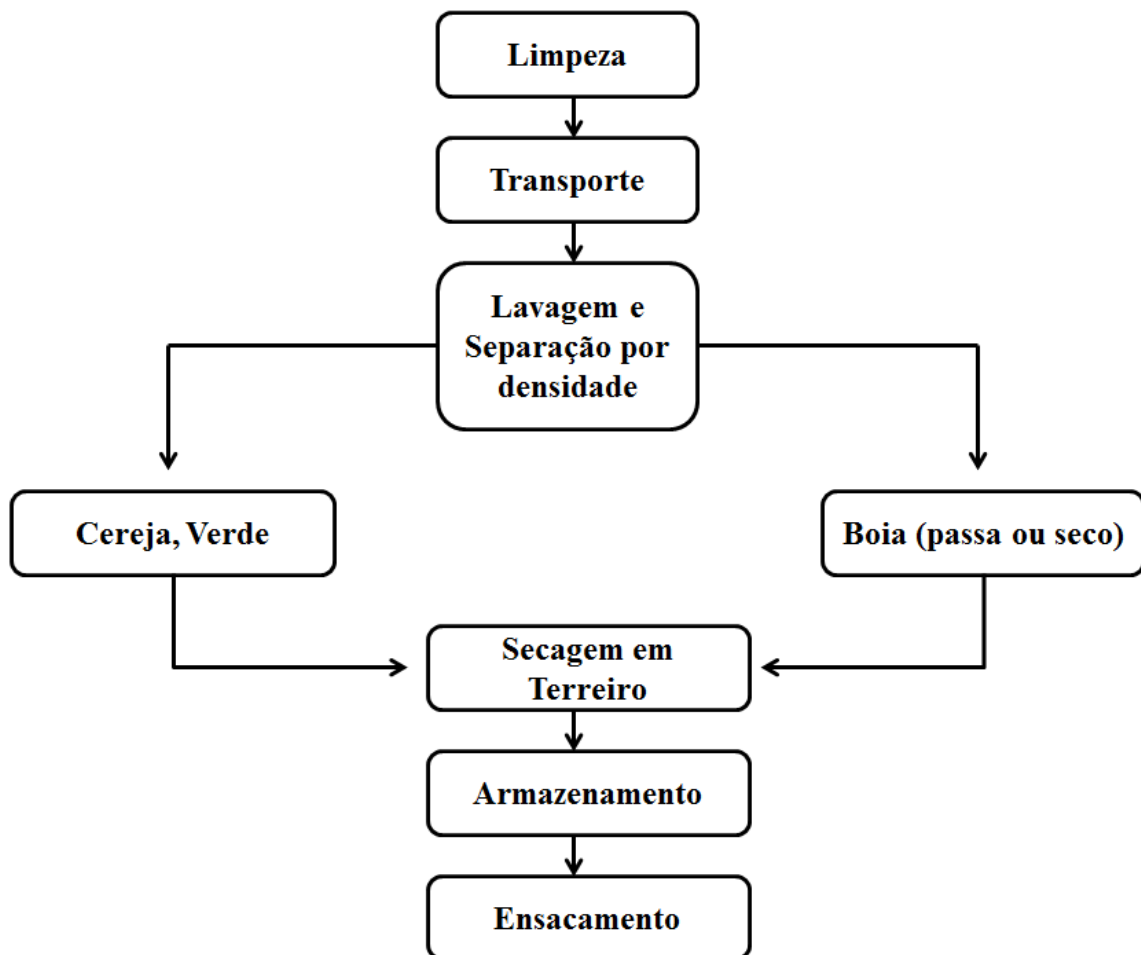 Limpeza
Transporte
Lavagem e
Separação por
densidade
Cereja, Verde
Boia (passa ou seco)
Secagem em
Terreiro
Armazenamento
Ensacamento